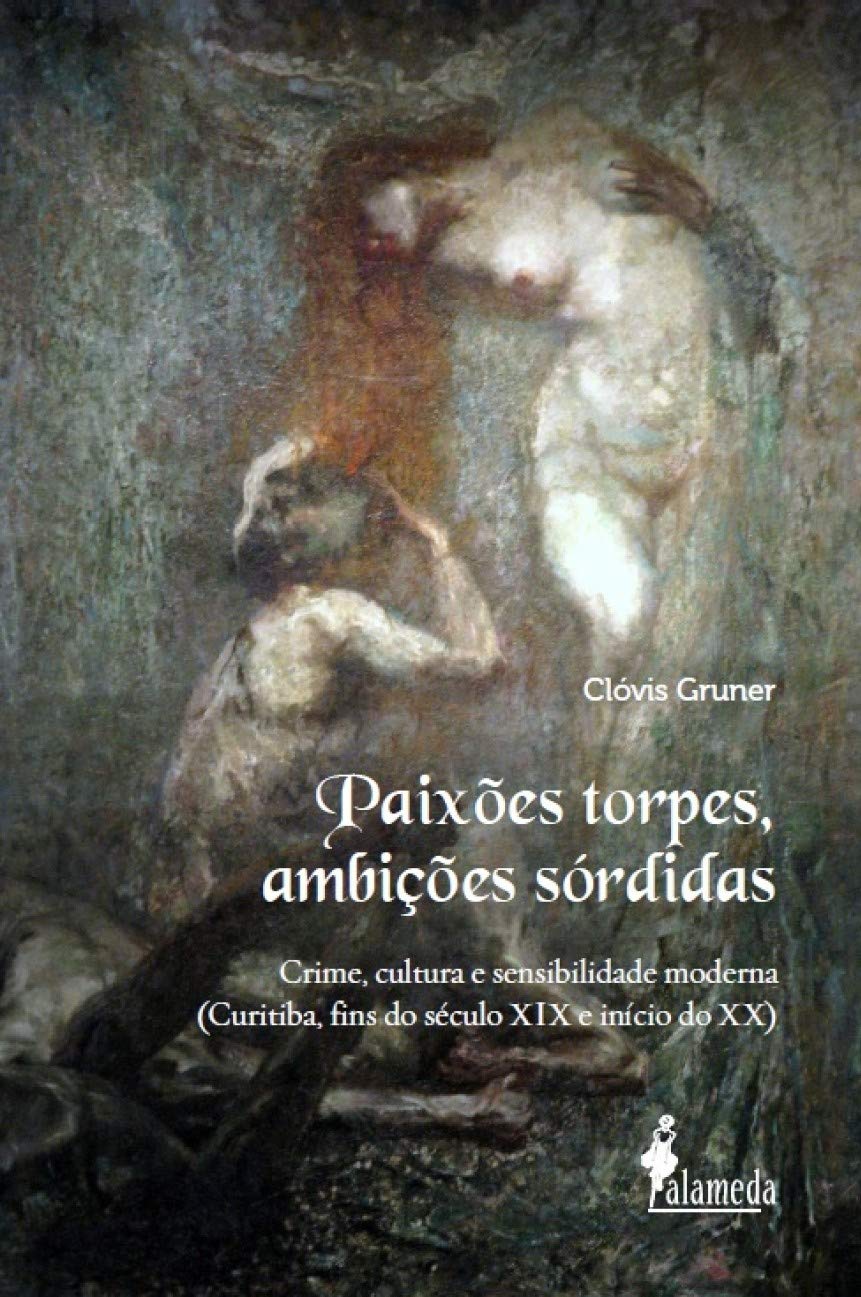 Clóvis Gruner
Paixões torpes,
ambições sórdidas
Crime, cultura e sensibilidade moderna
(Curitiba, fins do século XIX e início do XX)
alameda